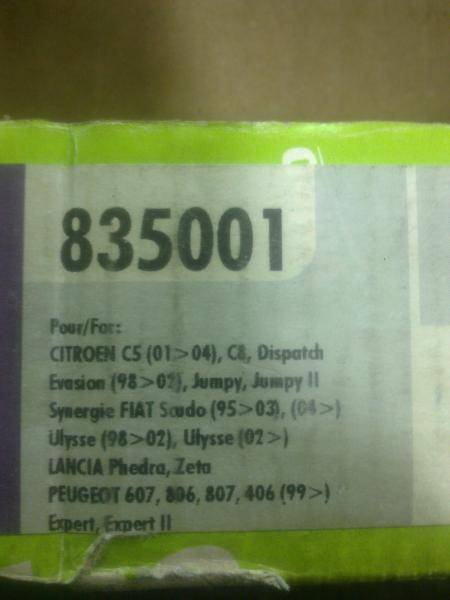 835001
Pour/For:
CITROEN C5 (01>04), C8, Dispatch
Evasion (98>02), Jumpy, Jumpy II
Synergie FIAT Scudo (95>03), (04>)
Ulysse (98>02), Ulysse (02>)
LANCIA Phedra, Zeta
PEUGEOT 607, 806, 807, 406 (99>)
Expert, Expert II